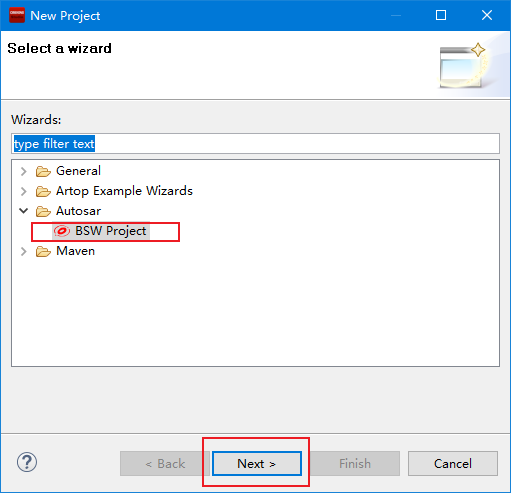 New Project
Select a wizard
Wizards:
type filter text
General
Artop Example Wizards
Autosar
BSW Project
Maven
?
< Back
Next >
Finish
Cancel